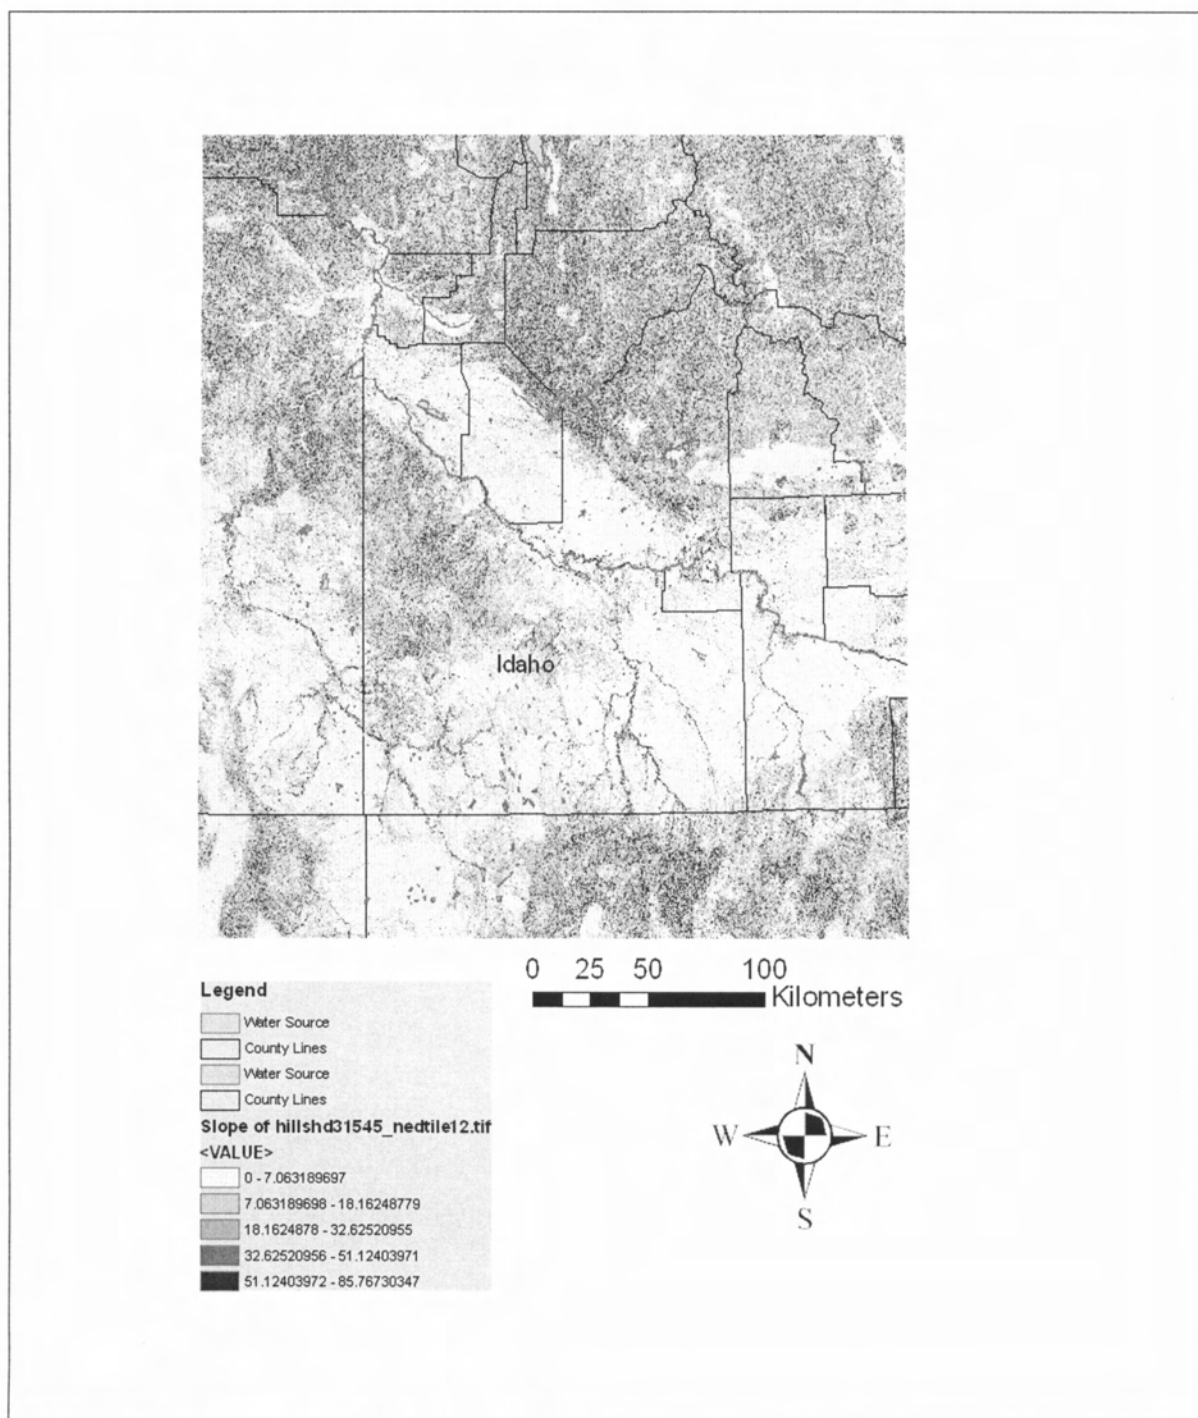 Idaho
0 25 50 100
Kilometers
Legend
Water Source
County Lines
Water Source
County Lines
Slope of hillshd31545_nedtile12.tif
<VALUE>
0 - 7.063189697
7.063189698 - 18.16248779
18.1624878 - 32.62520955
32.62520956 - 51.12403971
51.12403972 - 85.76730347
N
W E
S